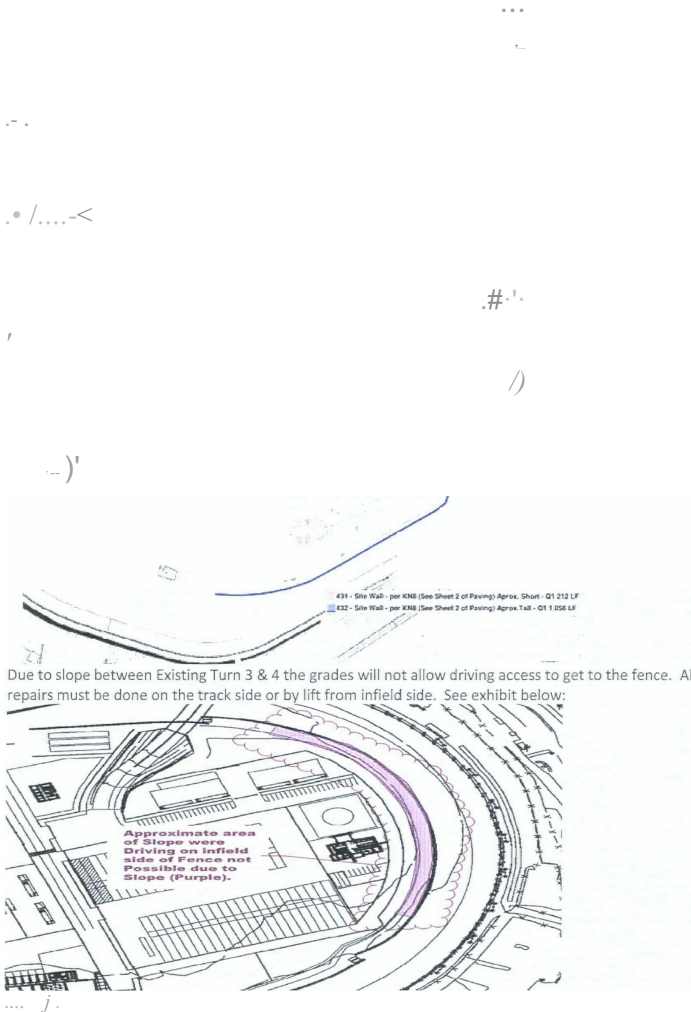 431 - Site Wall - per KN8 (See Sheet 2 of Paving) Aprox. Short - Q1 212 LF
432 - Site Wall - per KN8 (See Sheet 2 of Paving) Aprox. Tall - Q1 1,056 LF
Due to slope between Existing Turn 3 & 4 the grades will not allow driving access to get to the fence.
repairs must be done on the track side or by lift from infield side. See exhibit below:
Approximate area
of Slope were
Driving on infield
side of Fence not
Possible due to
Slope (Purple).